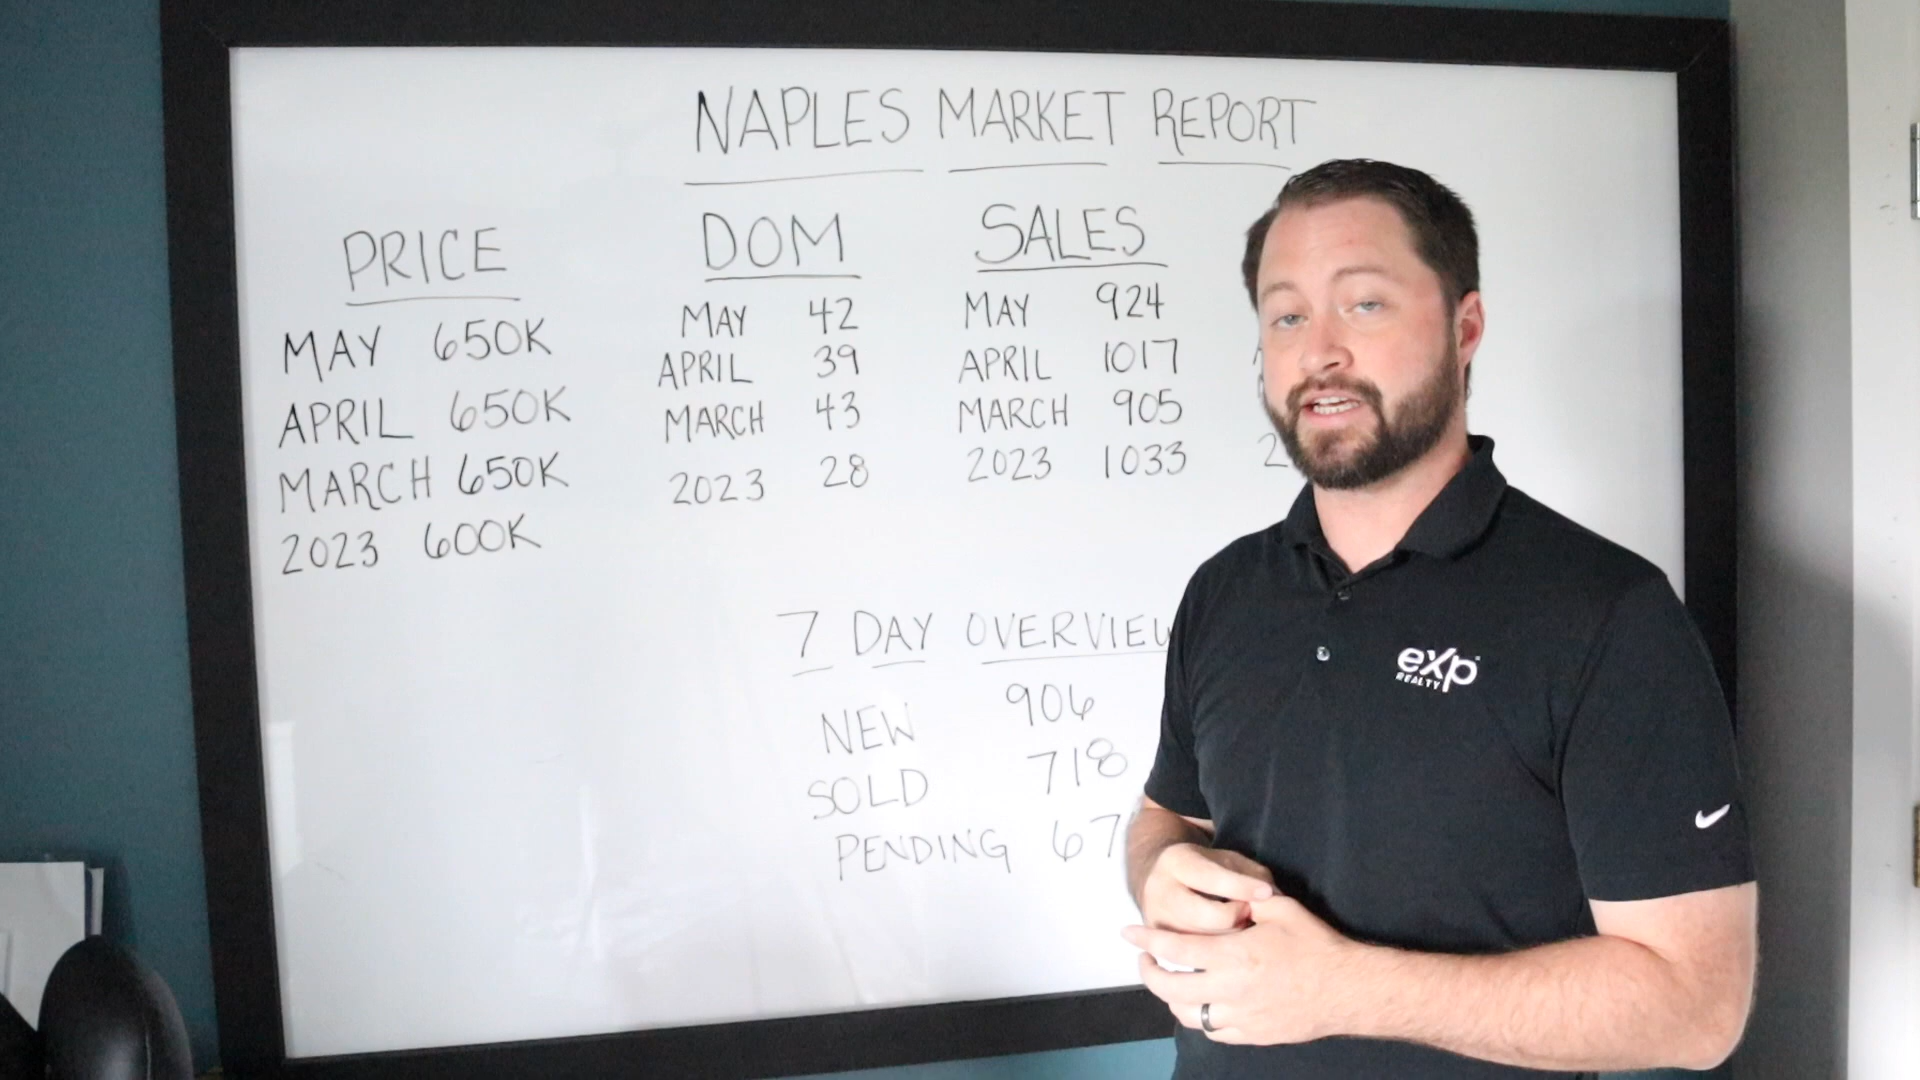 NAPLES MARKET REPORT
PRICE
MAY 650K
APRIL 650K
MARCH 650K
2023 600K
DOM
MAY 42
APRIL 39
MARCH 43
2023 28
SALES
MAY 924
APRIL 1017
MARCH 905
2023 1033
7 DAY OVERVIEW
NEW 906
SOLD 718
PENDING 67
eXp
REALTY